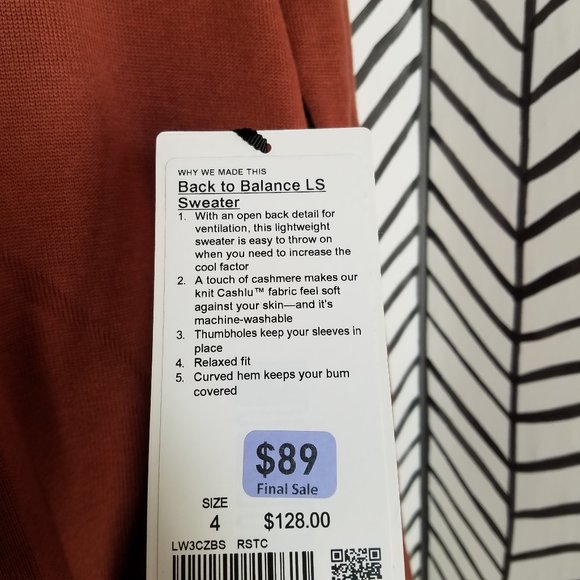 WHY WE MADE THIS
Back to Balance LS
Sweater
1. With an open back detail for
ventilation, this lightweight
sweater is easy to throw on
when you need to increase the
cool factor
2. A touch of cashmere makes our
knit Cashlu™ fabric feel soft
against your skin—and it's
machine-washable
3. Thumbholes keep your sleeves in
place
4. Relaxed fit
5. Curved hem keeps your bum
covered
$89
Final Sale
SIZE
4 $128.00
LW3CZBS RSTC